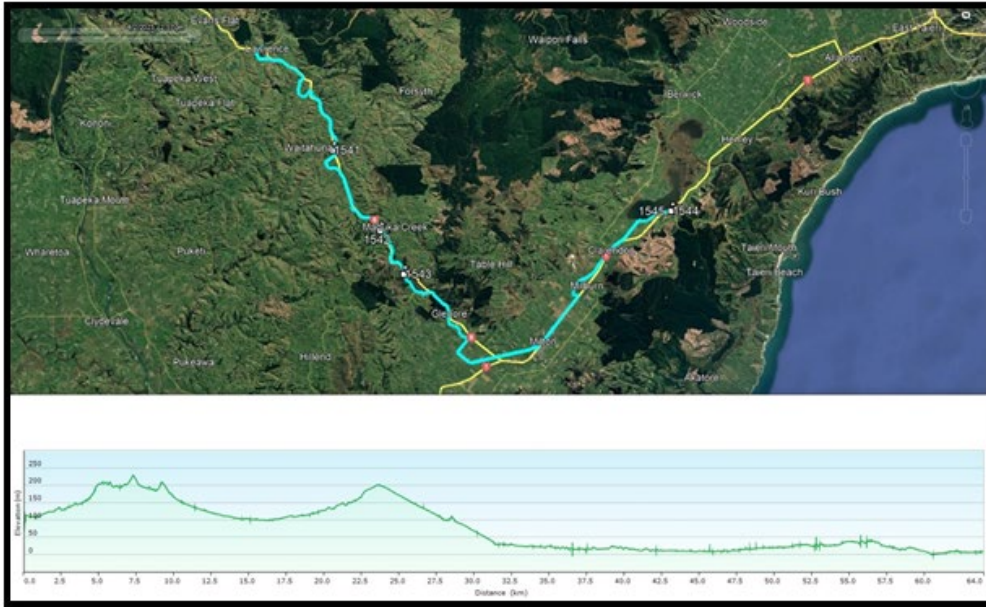 Evans Flat
Woodside
East Taieri
Waipori Falls
Allanton
Tuapeka West
Forsyth
Berwick
Tuapeka Flat
Henley
Waitahuna
1541
Kuri Bush
Tuapeka Mouth
1545
1544
1542
Wharetoa
Puketi
Table Hill
Taieri Mouth
1543
Taieri Beach
Milburn
Clydevale
Glenore
Pukeawa
Hillend
Akatore
250
200
150
100
50
0
Elevation (m)
0.0 2.5 5.0 7.5 10.0 12.5 15.0 17.5 20.0 22.5 25.0 27.5 30.0 32.5 35.0 37.5 40.0 42.5 45.0 47.5 50.0 52.5 55.0 57.5 60.0 64.0
Distance (km)